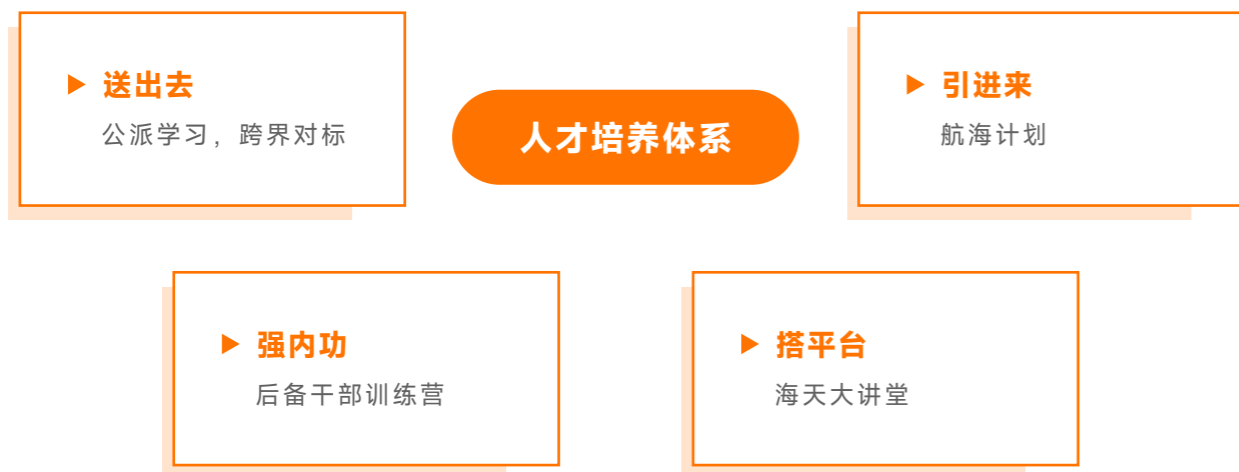 送出去
公派学习，跨界对标
人才培养体系
引进来
航海计划
强内功
后备干部训练营
搭平台
海天大讲堂